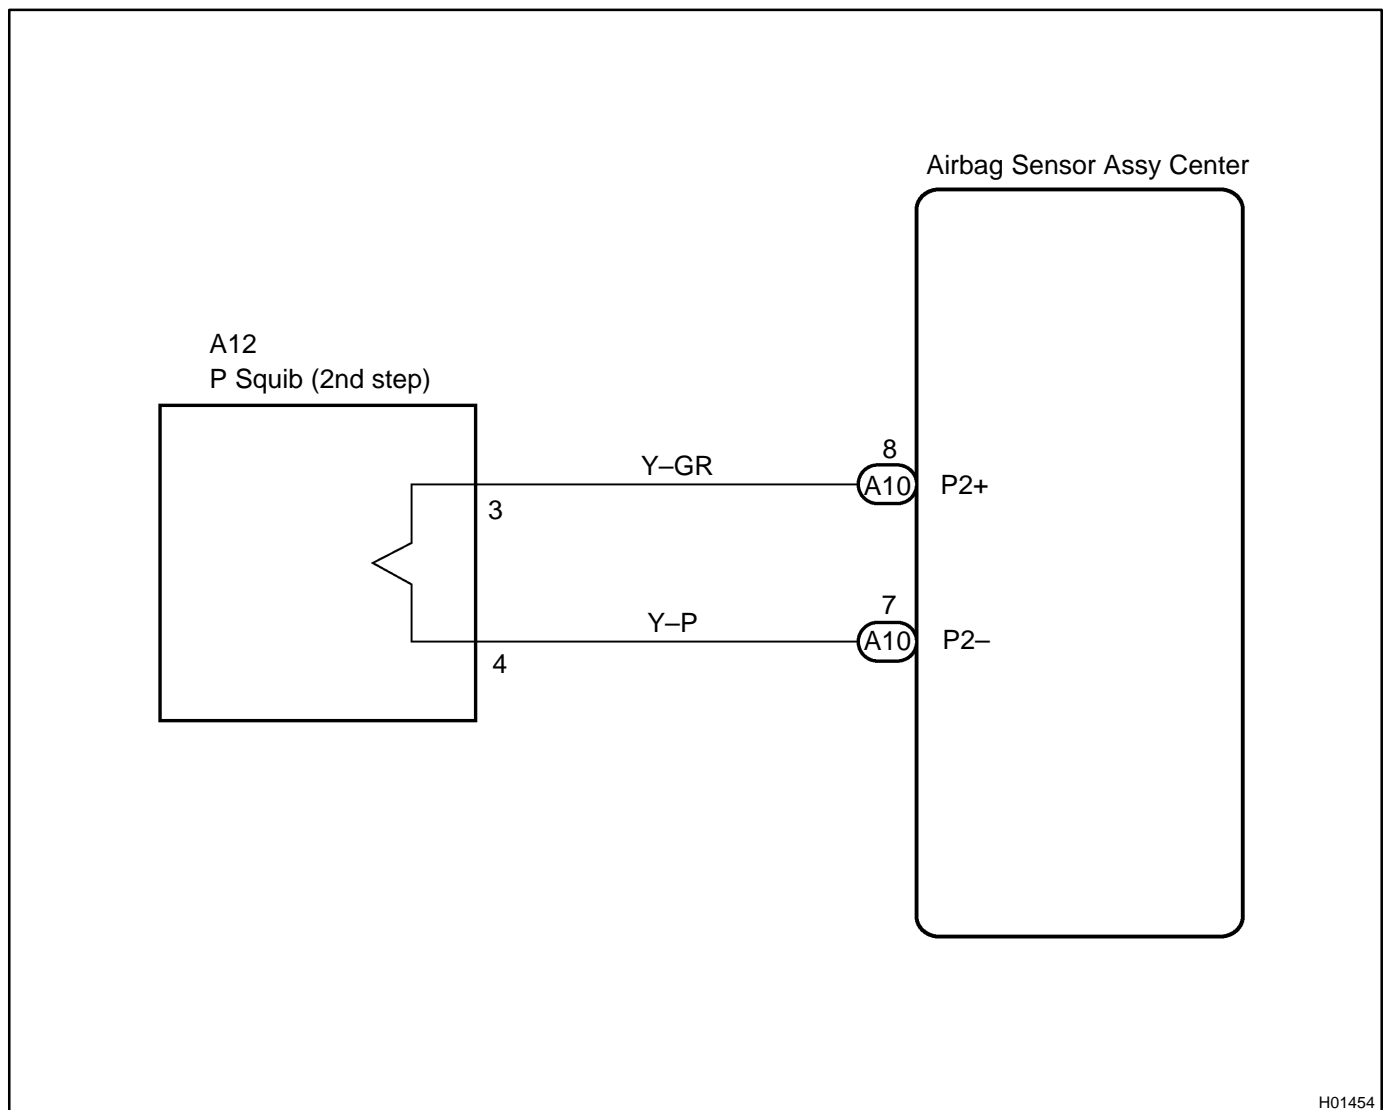 Airbag Sensor Assy Center
A12
P Squib (2nd step)
Y–GR
8
A10
P2+
3
Y–P
7
A10
P2–
4
H01454